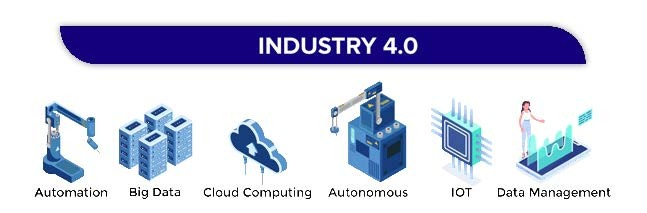 INDUSTRY 4.0
Automation Big Data Cloud Computing Autonomous IOT Data Management